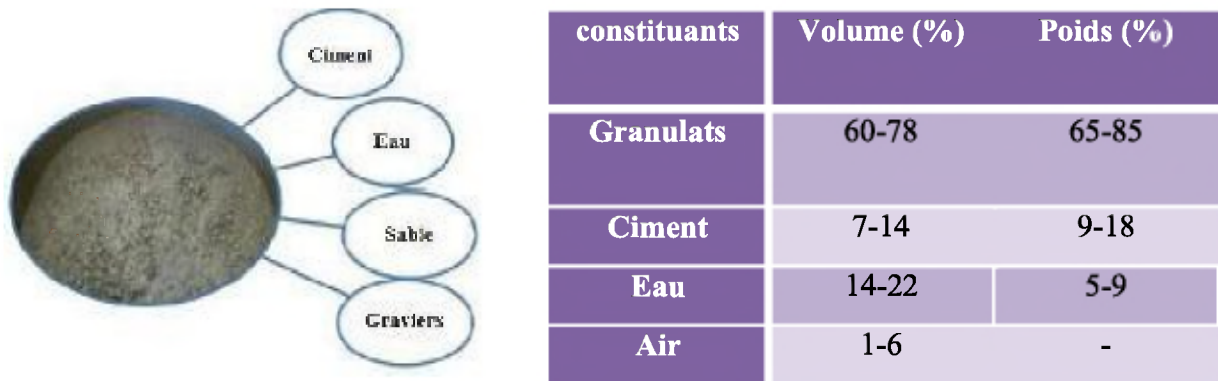 Ciment
Eau
Sable
Graviers
constituants Volume (%) Poids (%)
Granulats 60-78 65-85
Ciment 7-14 9-18
Eau 14-22 5-9
Air 1-6 -